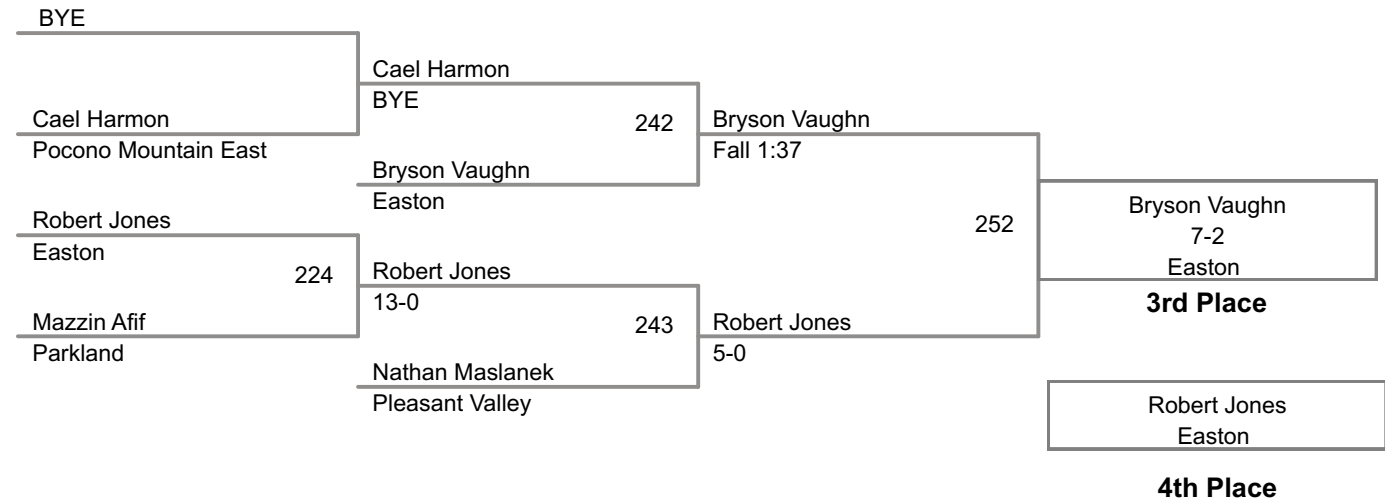 BYE
Cael Harmon
BYE
Cael Harmon
Pocono Mountain East
242
Bryson Vaughn
Fall 1:37
Bryson Vaughn
Easton
Robert Jones
Easton
224
Robert Jones
13-0
Mazzin Afif
Parkland
243
Robert Jones
5-0
Nathan Maslanek
Pleasant Valley
252
Bryson Vaughn
7-2
Easton
3rd Place
Robert Jones
Easton
4th Place